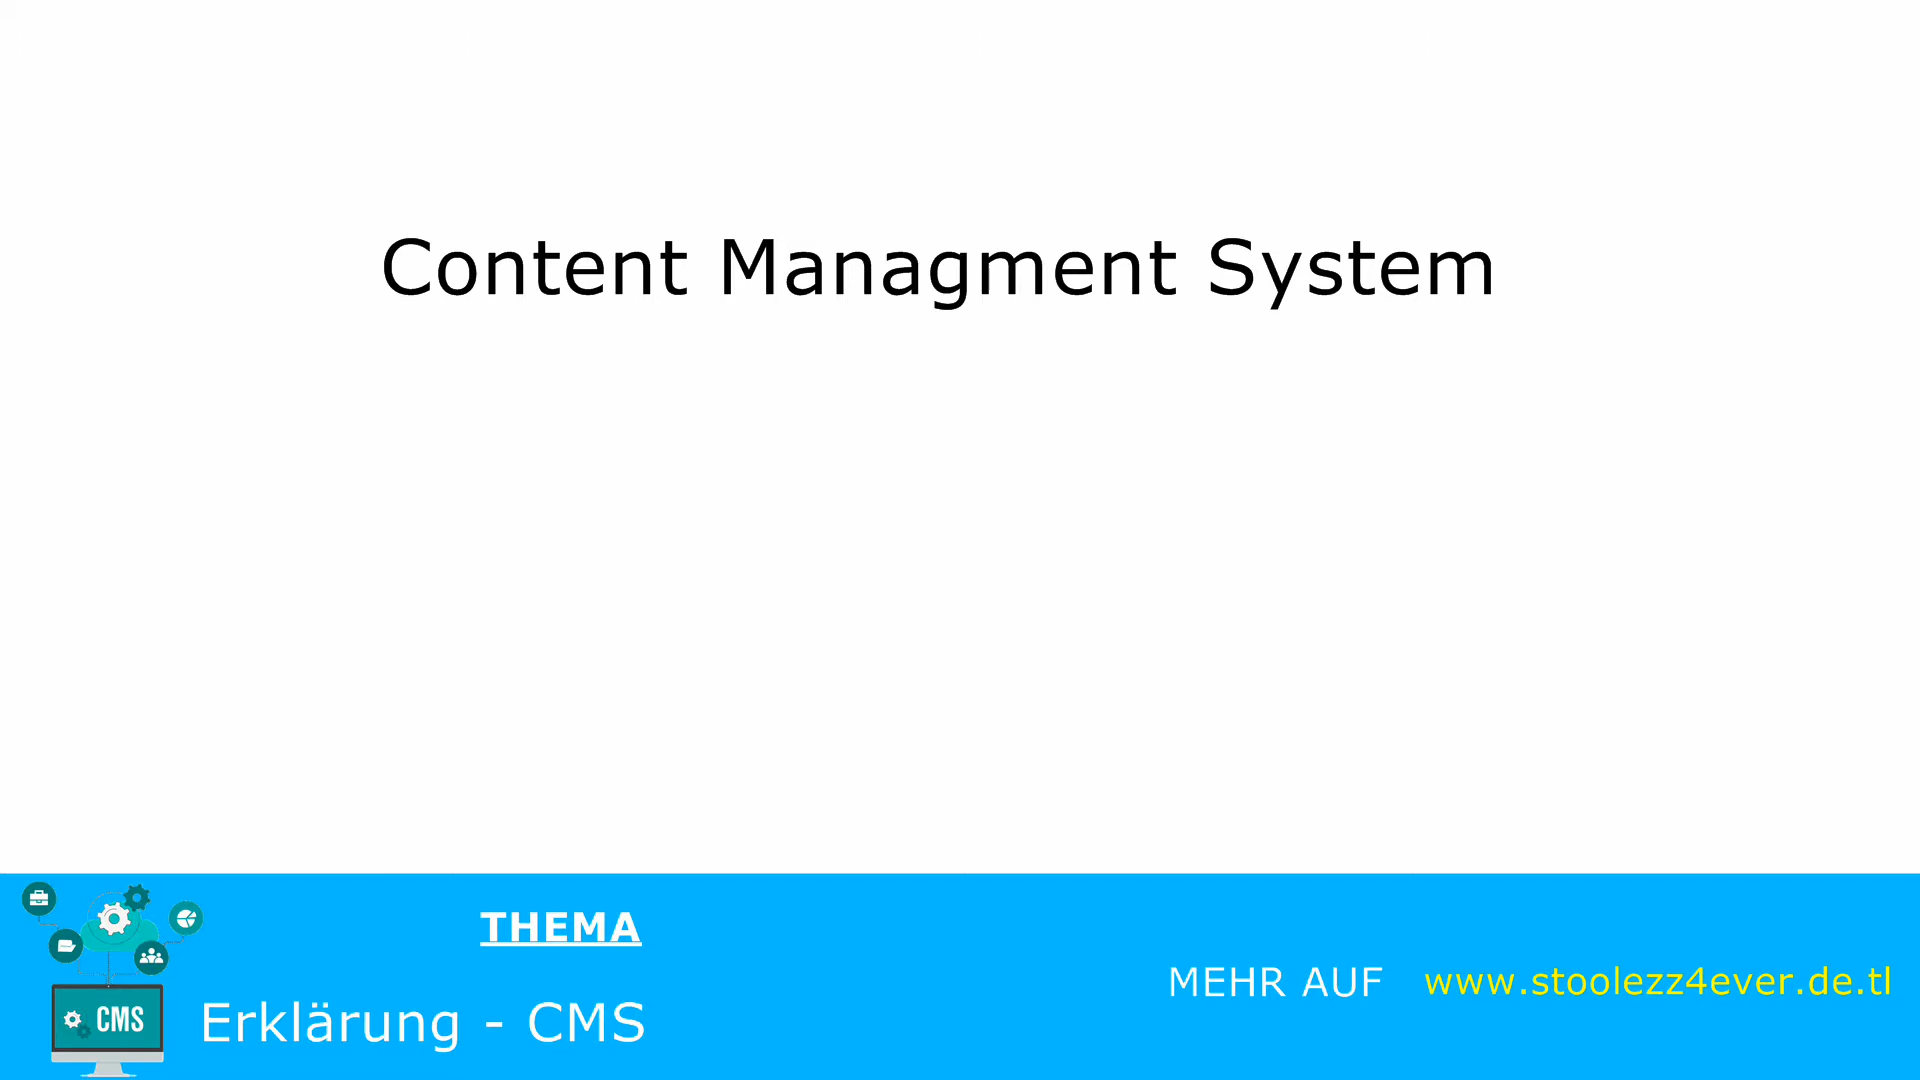 Content Managment System
THEMA
CMS
Erklärung - CMS
MEHR AUF www.stoolezz4ever.de.tl